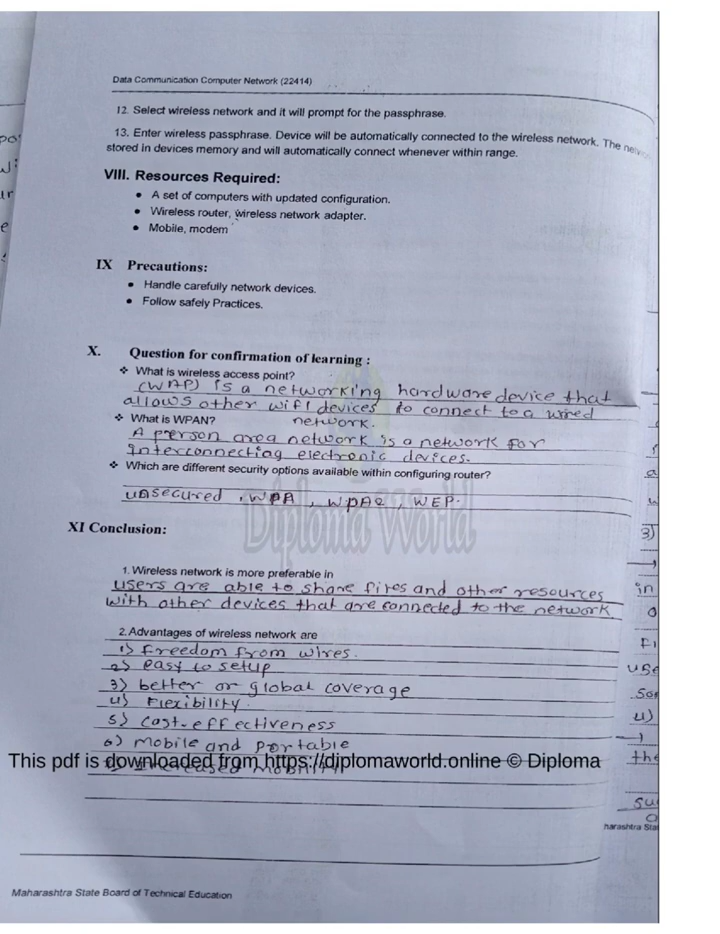 Data Communication Computer Network (22414)
12. Select wireless network and it will prompt for the passphrase.
13. Enter wireless passphrase. Device will be automatically connected to the wireless network. The
stored in devices memory and will automatically connect whenever within range.
VIII. Resources Required:
• A set of computers with updated configuration.
• Wireless router, wireless network adapter.
• Mobile, modem
IX Precautions:
• Handle carefully network devices.
• Follow safely Practices.
X. Question for confirmation of learning :
❖ What is wireless access point?
(WAP) is a networking hardware device that
allows other wifi devices to connect to a wired
network.
❖ What is WPAN?
A person area network is a network for
interconnecting electronic devices.
❖ Which are different security options available within configuring router?
unsecured, WPA, WPA2, WEP.
Diploma World
XI Conclusion:
1. Wireless network is more preferable in
users are able to share fires and other resources
with other devices that are connected to the network
2. Advantages of wireless network are
1) freedom from wires.
2) easy to setup
3) better or global coverage
4) Flexibility.
5) cost-effectiveness
6) mobile and portable
This pdf is downloaded from https://diplomaworld.online © Diploma
Increased mobility
Maharashtra State Board of Technical Education
3)
in
use
4)
the